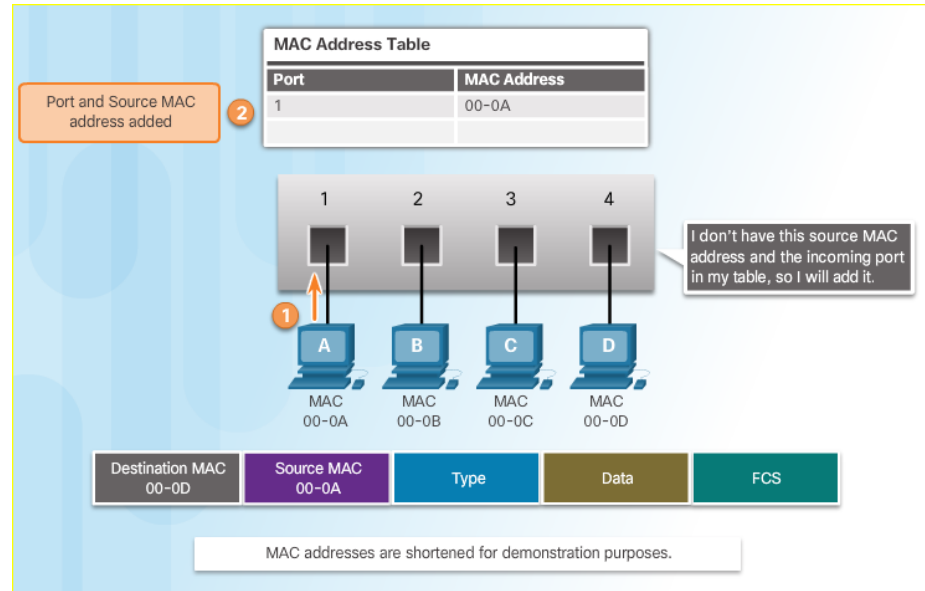 MAC Address Table
Port MAC Address
Port and Source MAC
address added
2
1 00-0A
1 2 3 4
I don't have this source MAC
address and the incoming port
in my table, so I will add it.
1
A B C D
MAC MAC MAC MAC
00-0A 00-0B 00-0C 00-0D
Destination MAC
00-0D
Source MAC
00-0A
Type
Data
FCS
MAC addresses are shortened for demonstration purposes.